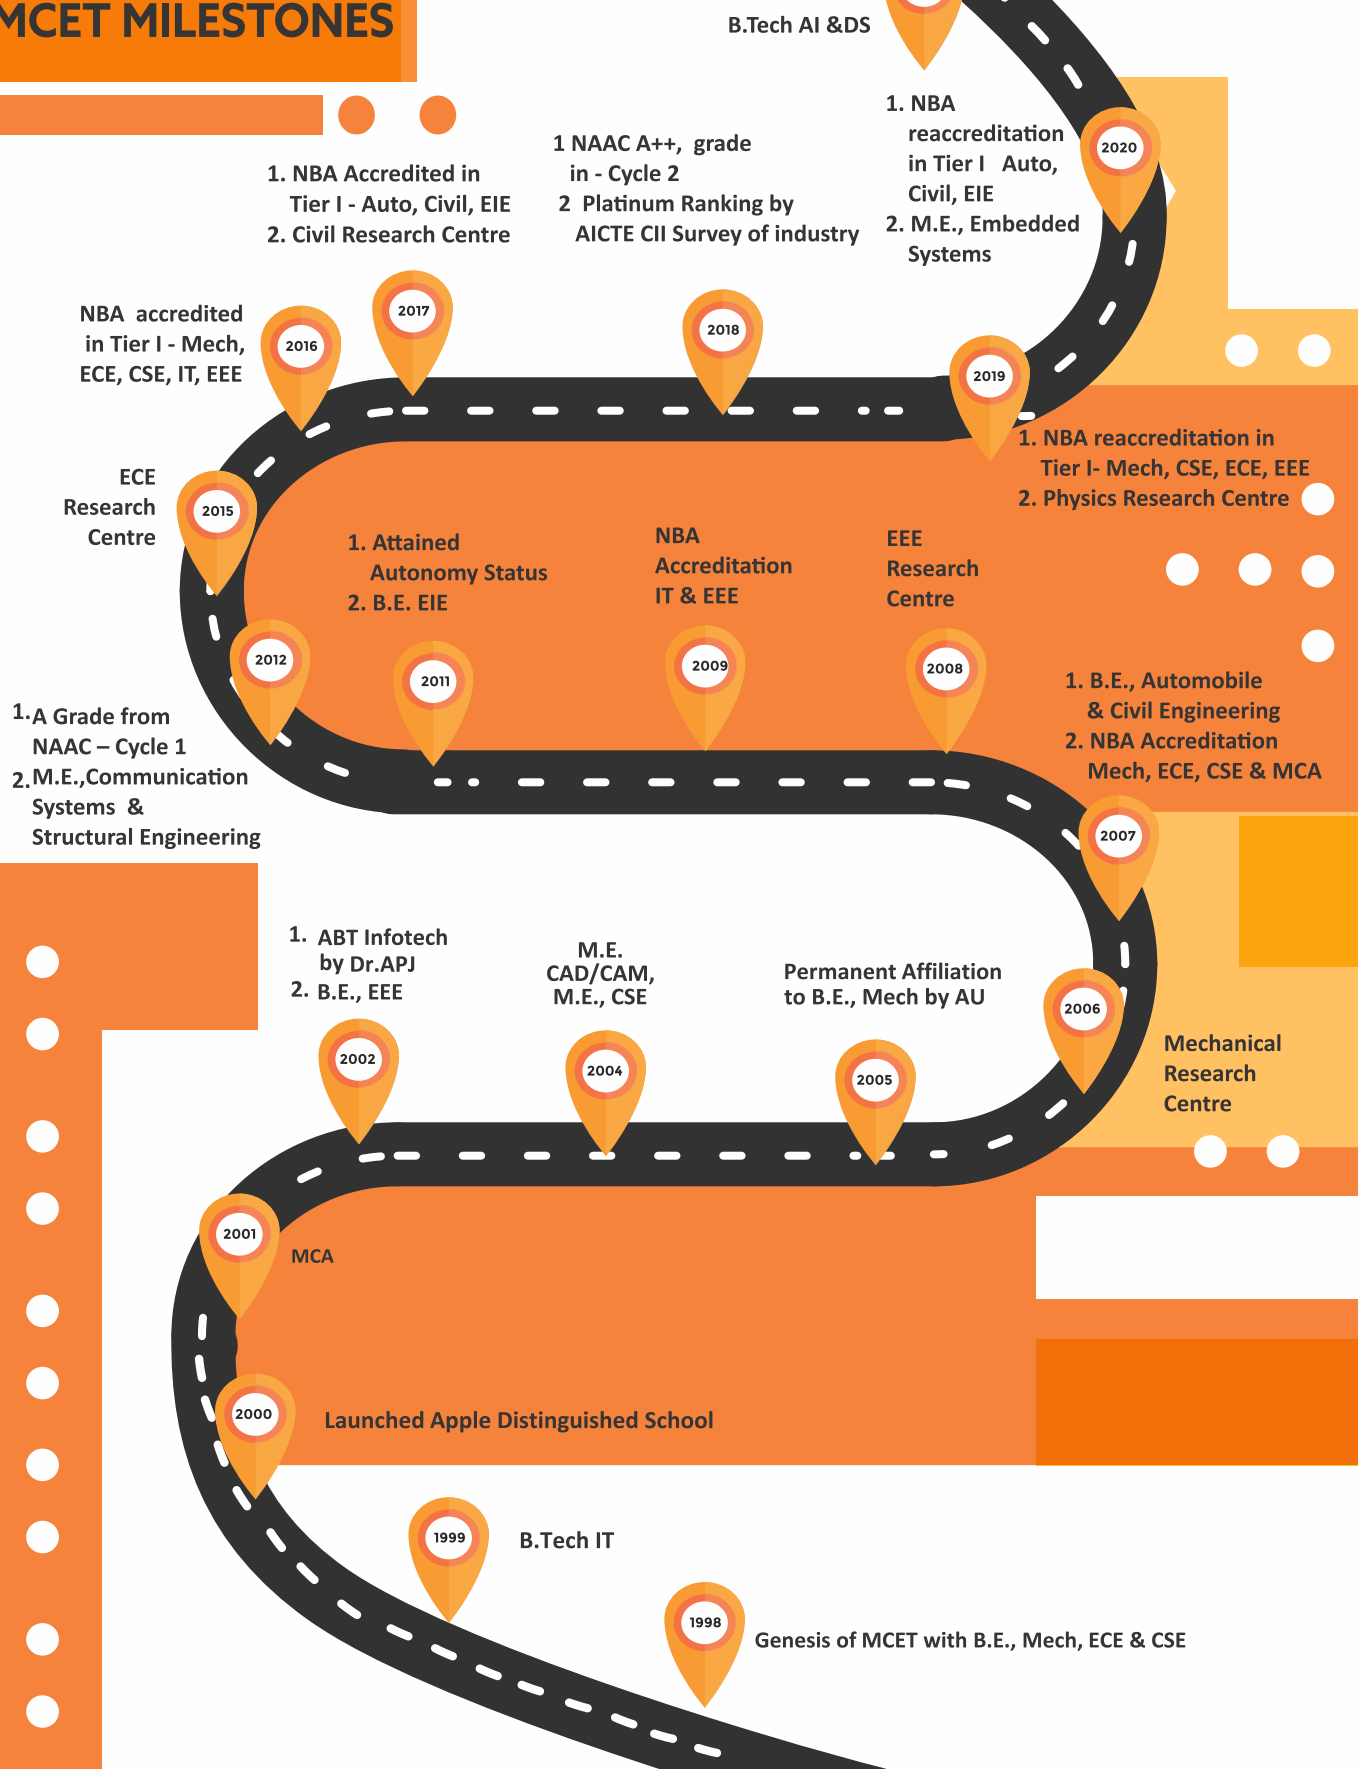 MCET MILESTONES
B.Tech AI &DS
2020
1. NBA
reaccreditation
in Tier I Auto,
Civil, EIE
2. M.E., Embedded
Systems
1 NAAC A++, grade
in - Cycle 2
2 Platinum Ranking by
AICTE CII Survey of industry
1. NBA Accredited in
Tier I - Auto, Civil, EIE
2. Civil Research Centre
NBA accredited
in Tier I - Mech,
ECE, CSE, IT, EEE
2016
2017
2018
2019
1. NBA reaccreditation in
Tier I- Mech, CSE, ECE, EEE
2. Physics Research Centre
ECE
Research
Centre
2015
1. Attained
Autonomy Status
2. B.E. EIE
NBA
Accreditation
IT & EEE
EEE
Research
Centre
2012
2011
2009
2008
1. B.E., Automobile
& Civil Engineering
2. NBA Accreditation
Mech, ECE, CSE & MCA
1. A Grade from
NAAC – Cycle 1
2. M.E.,Communication
Systems &
Structural Engineering
2007
1. ABT Infotech
by Dr.APJ
2. B.E., EEE
M.E.
CAD/CAM,
M.E., CSE
Permanent Affiliation
to B.E., Mech by AU
2006
Mechanical
Research
Centre
2002
2004
2005
2001
MCA
2000
Launched Apple Distinguished School
1999
B.Tech IT
1998
Genesis of MCET with B.E., Mech, ECE & CSE